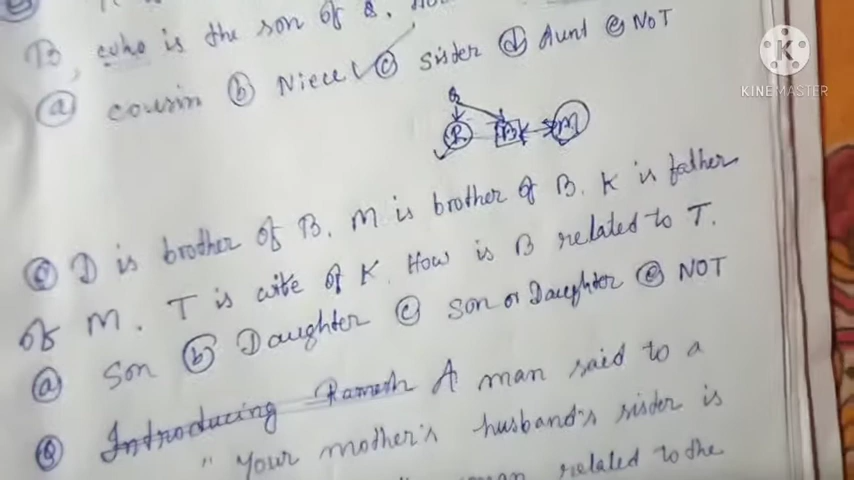 B, who is the son of Q.
(a) cousin (b) Niece (c) sister (d) Aunt (e) NOT
Q
R B M
(Q) D is brother of B. M is brother of B. K is father
of M. T is wife of K. How is B related to T.
(a) Son (b) Daughter (c) Son or Daughter (e) NOT
(Q) Introducing Ramesh A man said to a
" Your mother's husband's sister is
related to the
K
KINEMASTER